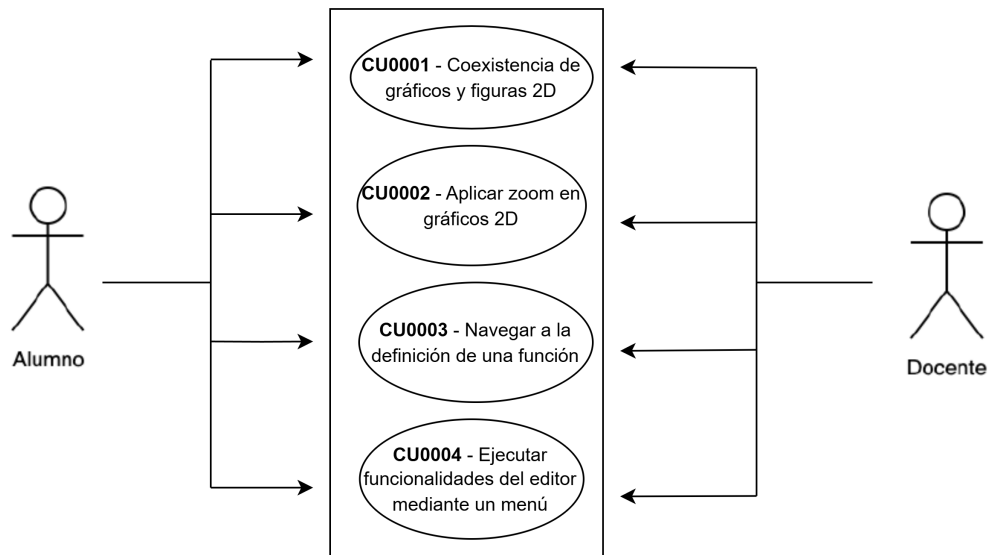 CU0001 - Coexistencia de
gráficos y figuras 2D
CU0002 - Aplicar zoom en
gráficos 2D
CU0003 - Navegar a la
definición de una función
CU0004 - Ejecutar
funcionalidades del editor
mediante un menú
Alumno
Docente